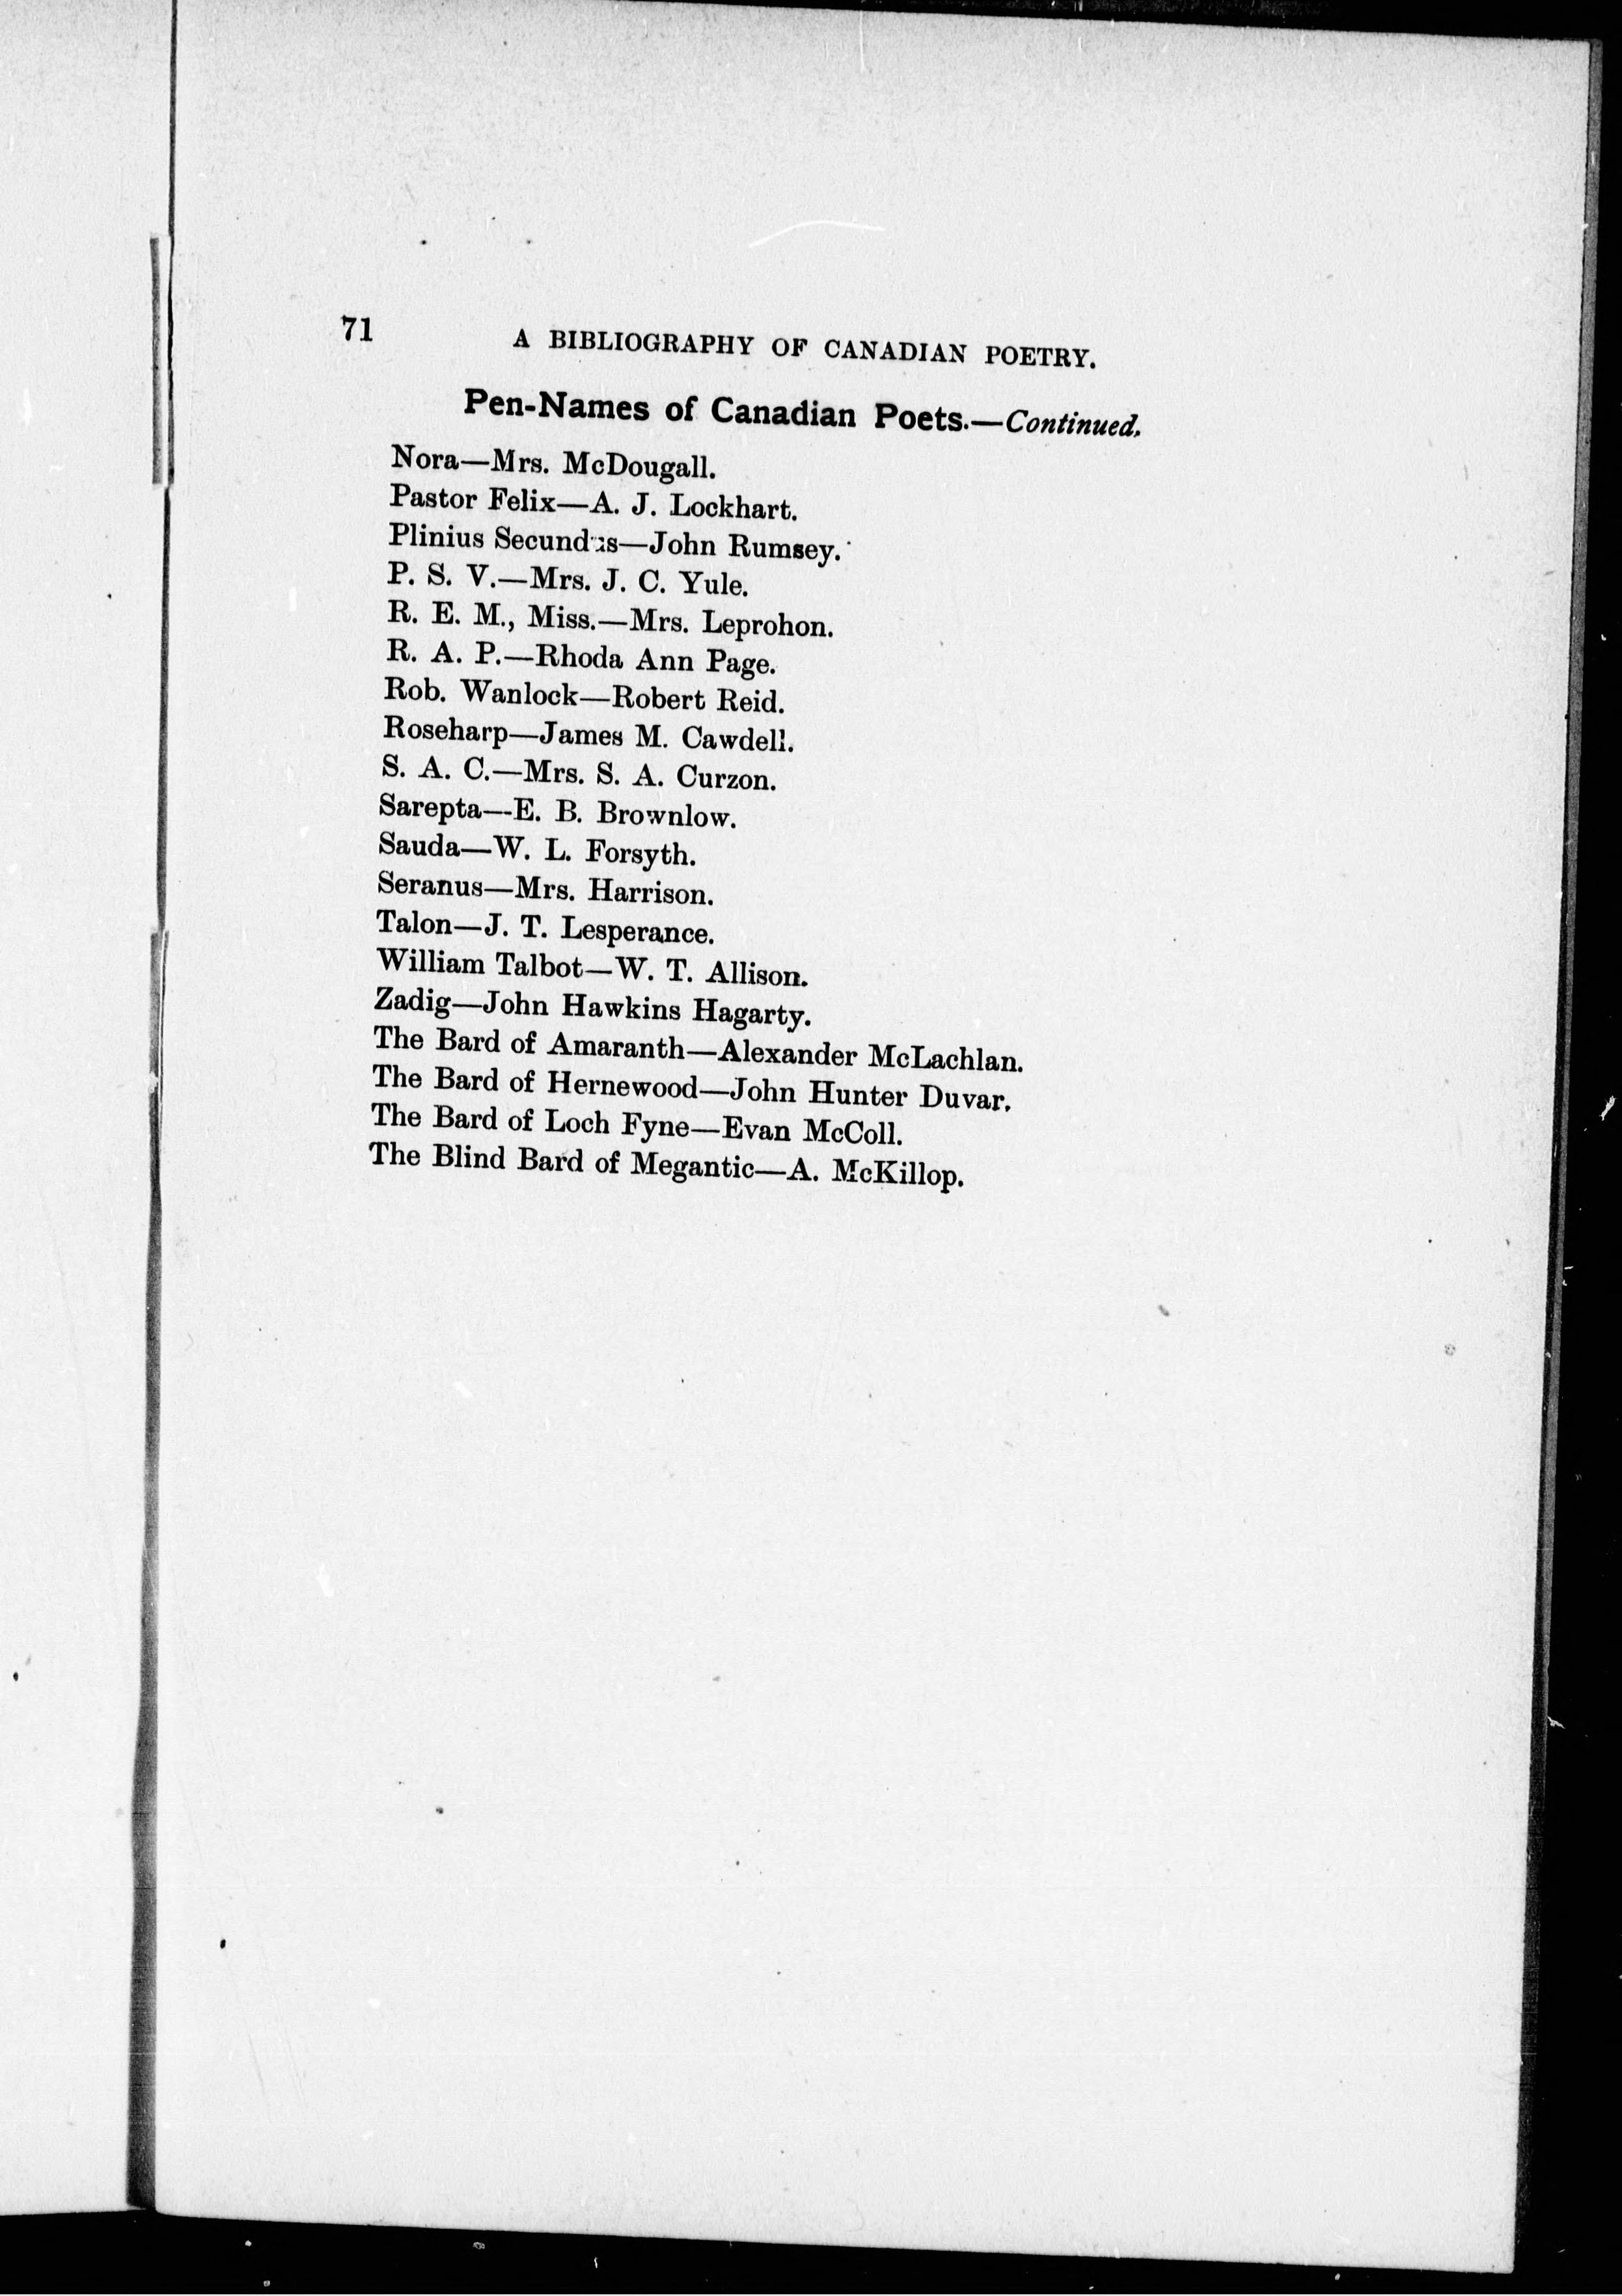 71
A BIBLIOGRAPHY OF CANADIAN POETRY.
Pen-Names of Canadian Poets.—Continued.
Nora—Mrs. McDougall.
Pastor Felix—A. J. Lockhart.
Plinius Secundus—John Rumsey.
P. S. V.—Mrs. J. C. Yule.
R. E. M., Miss.—Mrs. Leprohon.
R. A. P.—Rhoda Ann Page.
Rob. Wanlock—Robert Reid.
Roseharp—James M. Cawdell.
S. A. C.—Mrs. S. A. Curzon.
Sarepta—E. B. Brownlow.
Sauda—W. L. Forsyth.
Seranus—Mrs. Harrison.
Talon—J. T. Lesperance.
William Talbot—W. T. Allison.
Zadig—John Hawkins Hagarty.
The Bard of Amaranth—Alexander McLachlan.
The Bard of Hernewood—John Hunter Duvar.
The Bard of Loch Fyne—Evan McColl.
The Blind Bard of Megantic—A. McKillop.